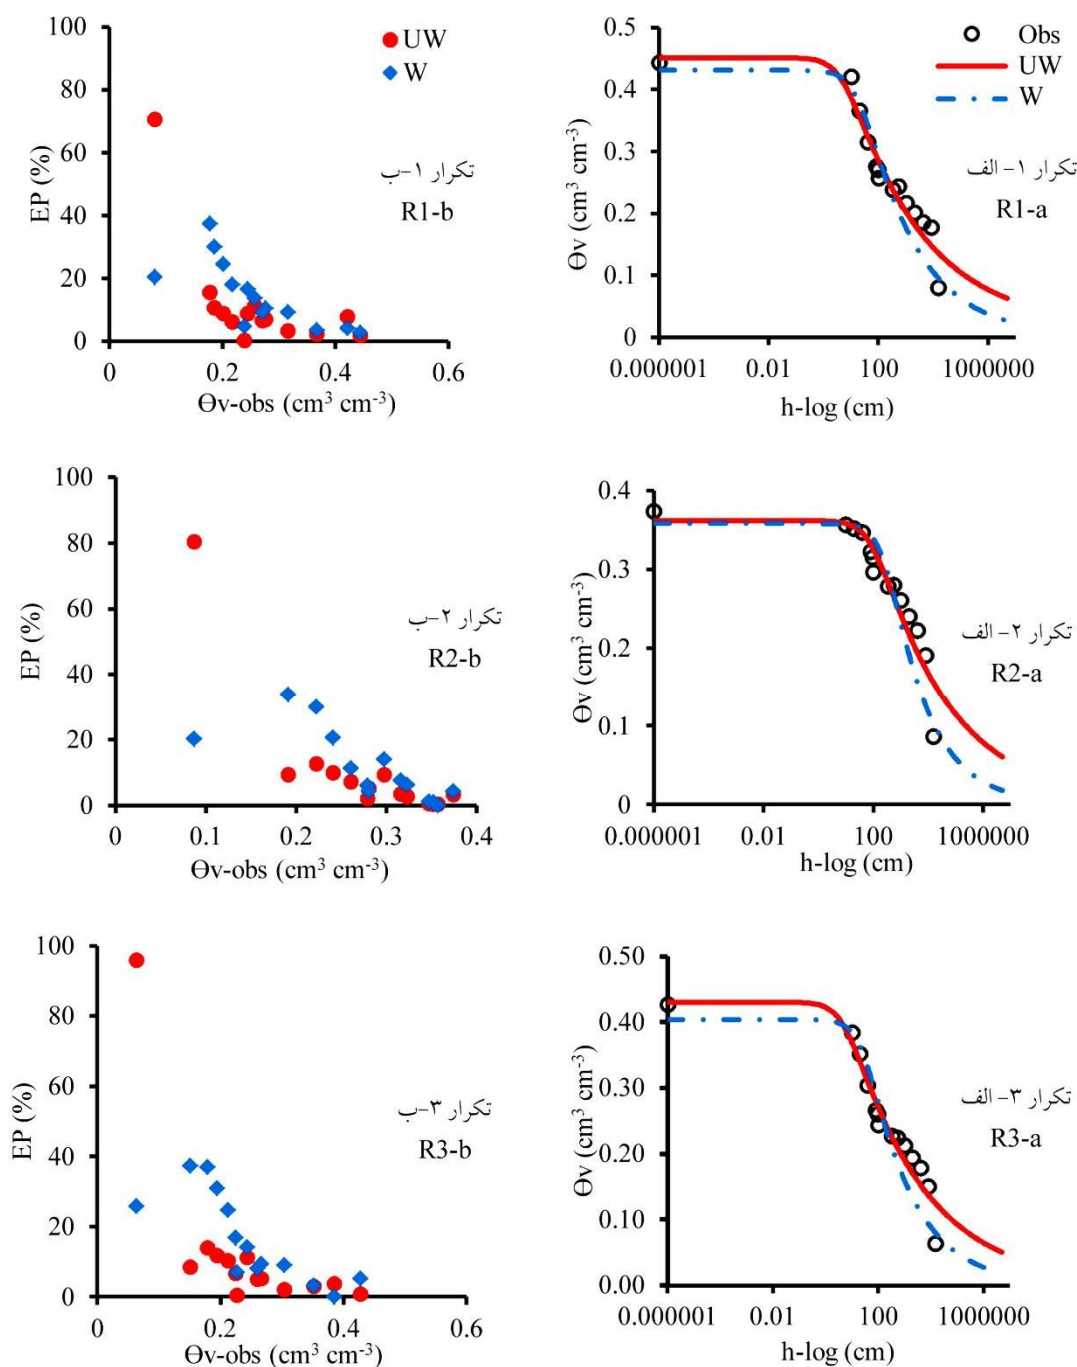 100
80
60
40
20
0
EP (%)
UW
W
تکرار ۱-ب
R1-b
0 0.2 0.4 0.6
Θv-obs (cm³ cm⁻³)
0.5
0.4
0.3
0.2
0.1
0
Θv (cm³ cm⁻³)
Obs
UW
W
تکرار ۱- الف
R1-a
0.000001 0.01 100 1000000
h-log (cm)
100
80
60
40
20
0
EP (%)
تکرار ۲-ب
R2-b
0 0.1 0.2 0.3 0.4
Θv-obs (cm³ cm⁻³)
0.4
0.3
0.2
0.1
0
Θv (cm³ cm⁻³)
تکرار ۲- الف
R2-a
0.000001 0.01 100 1000000
h-log (cm)
100
80
60
40
20
0
EP (%)
تکرار ۳-ب
R3-b
0 0.2 0.4 0.6
Θv-obs (cm³ cm⁻³)
0.50
0.40
0.30
0.20
0.10
0.00
Θv (cm³ cm⁻³)
تکرار ۳- الف
R3-a
0.000001 0.01 100 1000000
h-log (cm)